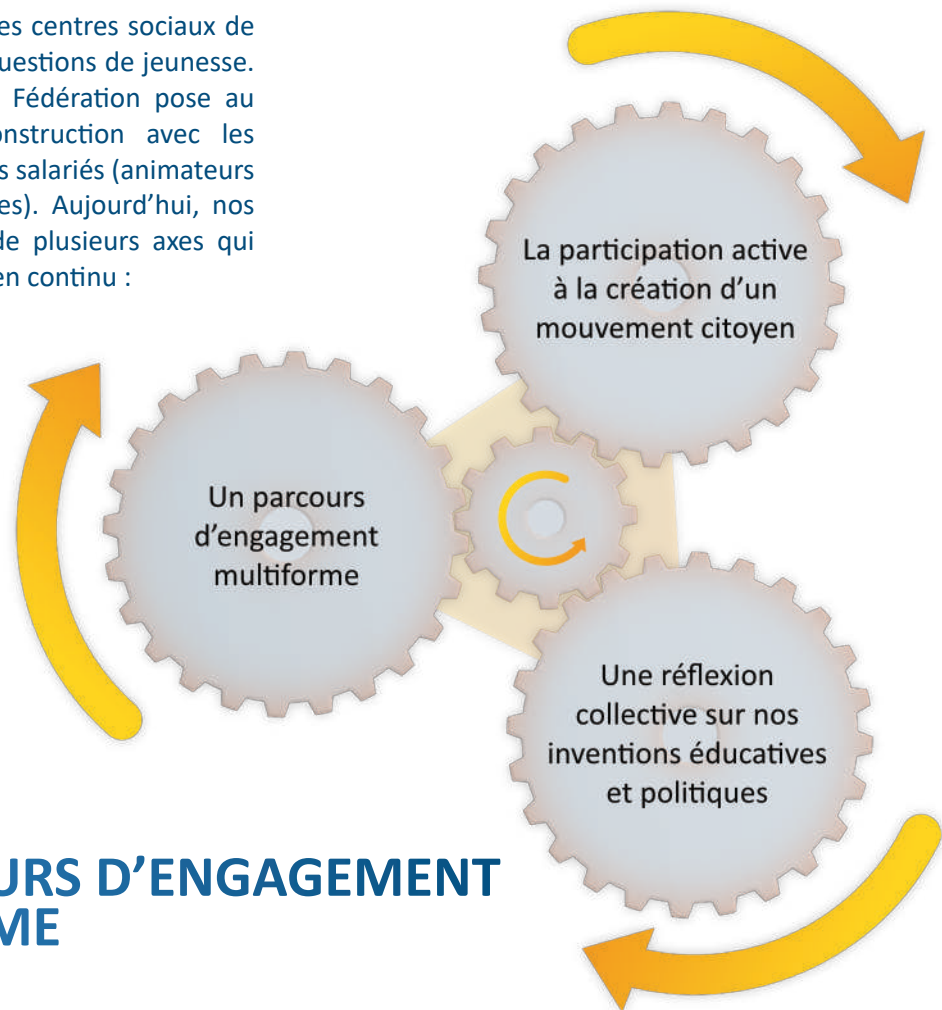 es centres sociaux de
uestions de jeunesse.
Fédération pose au
onstruction avec les
s salariés (animateurs
es). Aujourd’hui, nos
de plusieurs axes qui
en continu :
La participation active
à la création d’un
mouvement citoyen
Un parcours
d’engagement
multiforme
Une réflexion
collective sur nos
inventions éducatives
et politiques
URS D’ENGAGEMENT
ME